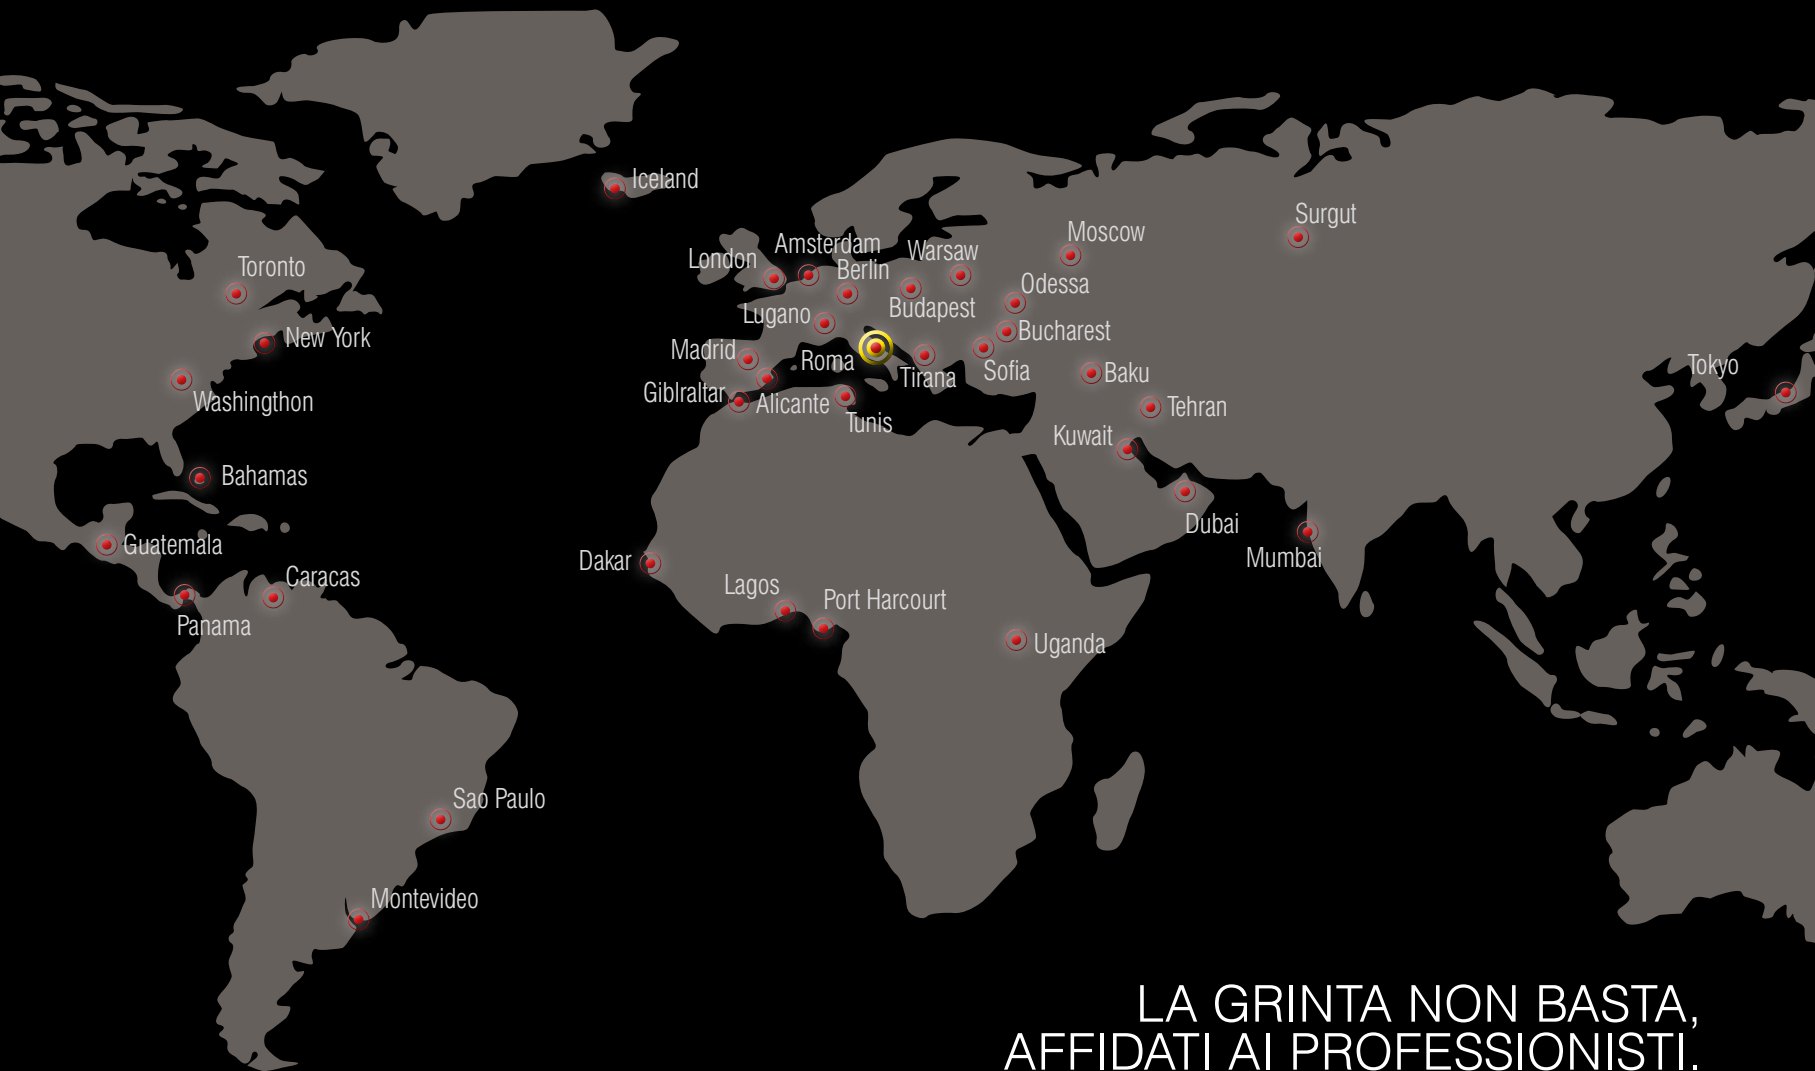 Iceland
Surgut
Moscow
Amsterdam
Warsaw
London
Berlin
Toronto
Odessa
Budapest
Lugano
Bucharest
New York
Madrid
Roma
Tirana
Sofia
Baku
Tokyo
Giblraltar
Alicante
Washingthon
Tehran
Tunis
Kuwait
Bahamas
Dubai
Guatemala
Mumbai
Dakar
Caracas
Lagos
Port Harcourt
Panama
Uganda
Sao Paulo
Montevideo
LA GRINTA NON BASTA,
AFFIDATI AI PROFESSIONISTI.